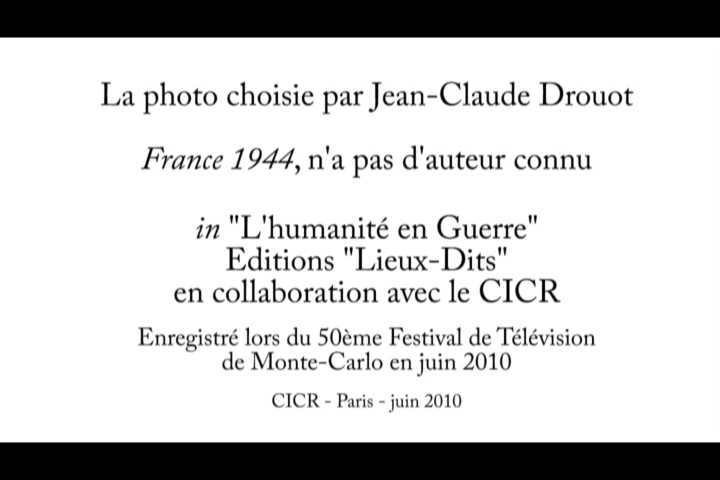 La photo choisie par Jean-Claude Drouot
France 1944, n'a pas d'auteur connu
in "L'humanité en Guerre"
Editions "Lieux-Dits"
en collaboration avec le CICR
Enregistré lors du 50ème Festival de Télévision
de Monte-Carlo en juin 2010
CICR - Paris - juin 2010